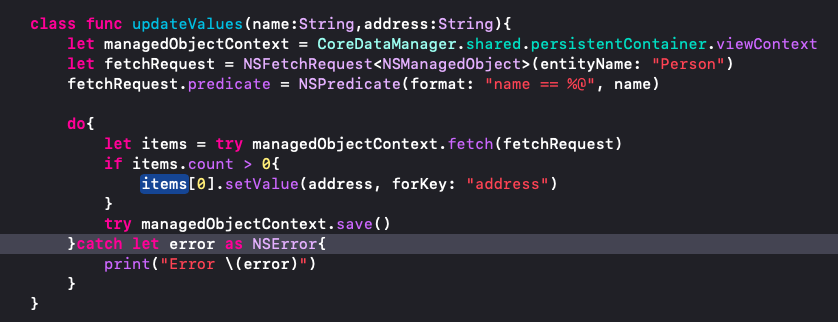 class func updateValues(name:String,address:String){
let managedObjectContext = CoreDataManager.shared.persistentContainer.viewContext
let fetchRequest = NSFetchRequest<NSManagedObject>(entityName: "Person")
fetchRequest.predicate = NSPredicate(format: "name == %@", name)
do{
let items = try managedObjectContext.fetch(fetchRequest)
if items.count > 0{
items[0].setValue(address, forKey: "address")
}
try managedObjectContext.save()
}catch let error as NSError{
print("Error \(error)")
}
}